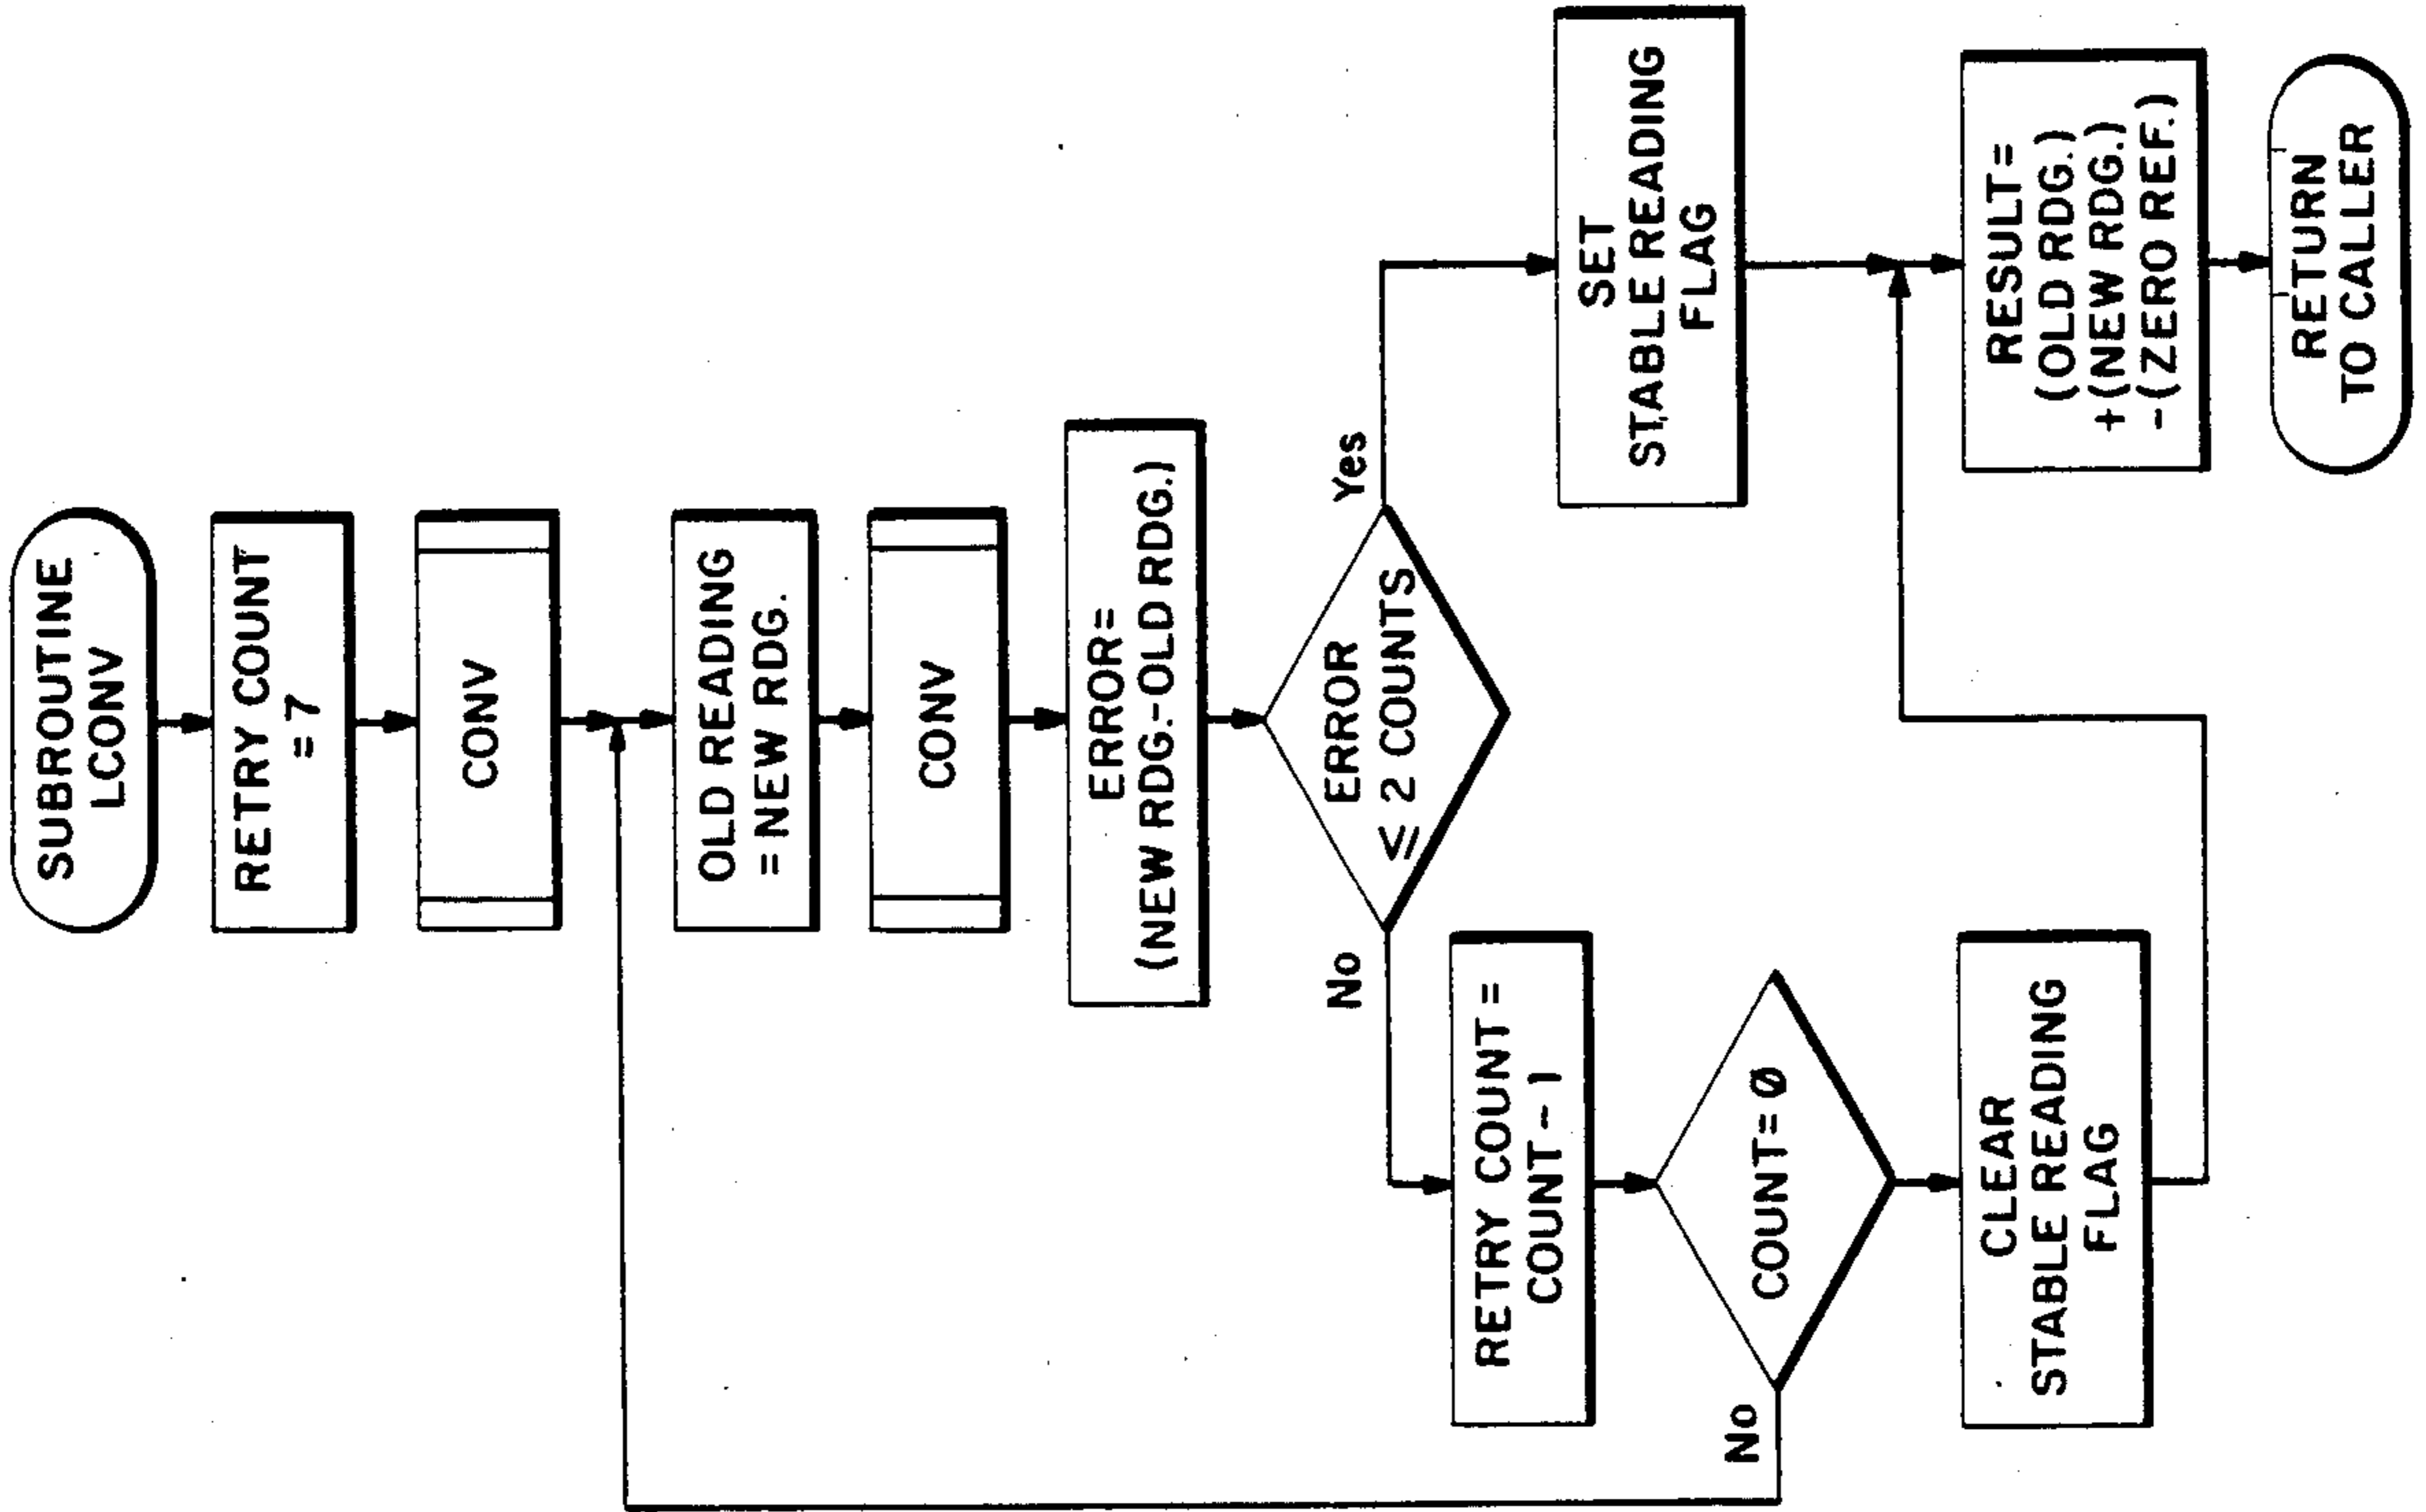 SUBROUTINE
LCONV
RETRY COUNT
= 7
CONV
OLD READING
= NEW RDG.
CONV
ERROR=
(NEW RDG.-OLD RDG.)
ERROR
≤ 2 COUNTS
No
Yes
RETRY COUNT =
COUNT - 1
COUNT= Ø
No
CLEAR
STABLE READING
FLAG
SET
STABLE READING
FLAG
RESULT=
(OLD RDG.)
+(NEW RDG.)
-(ZERO REF.)
RETURN
TO CALLER